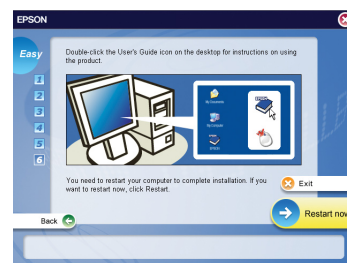 EPSON
Easy
Double-click the User's Guide icon on the desktop for instructions on using
the product.
1
2
3
4
5
6
My Documents
My Computer
EPSON
You need to restart your computer to complete installation. If you
want to restart now, click Restart.
Exit
Restart now
Back